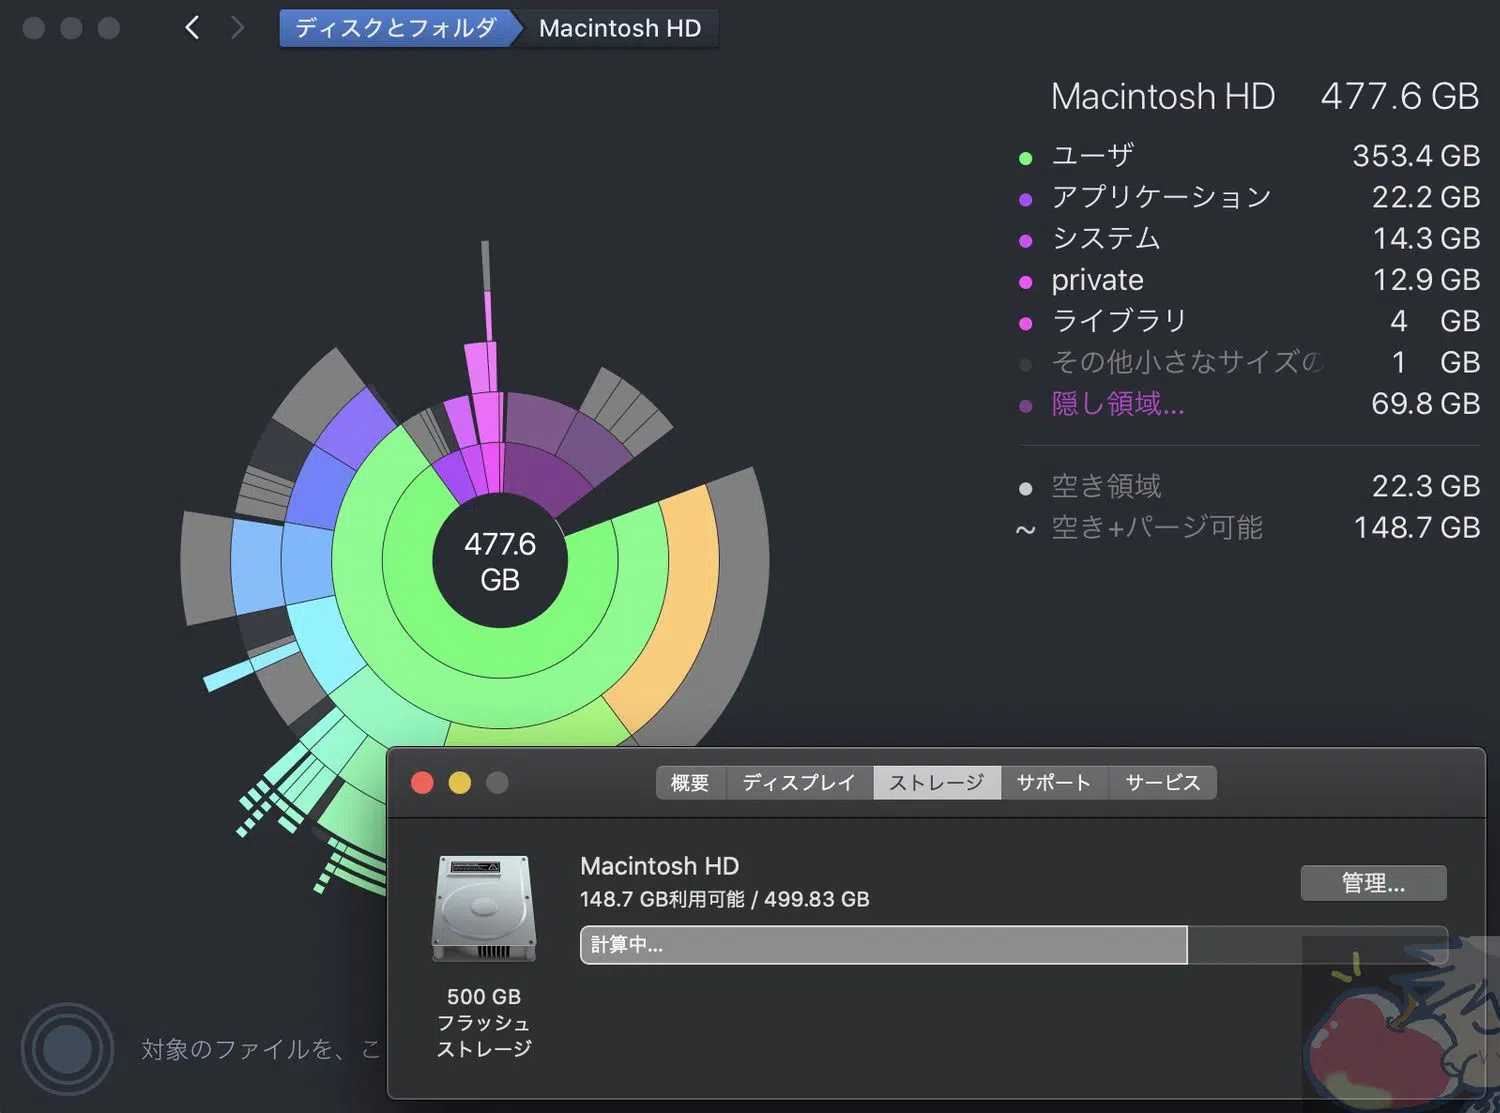 ディスクとフォルダ
Macintosh HD
Macintosh HD 477.6 GB
ユーザ 353.4 GB
アプリケーション 22.2 GB
システム 14.3 GB
private 12.9 GB
ライブラリ 4 GB
その他小さなサイズの 1 GB
隠し領域... 69.8 GB
空き領域 22.3 GB
~ 空き+パージ可能 148.7 GB
477.6
GB
概要 ディスプレイ ストレージ サポート サービス
Macintosh HD
148.7 GB利用可能 / 499.83 GB
管理...
計算中...
500 GB
フラッシュ
ストレージ
対象のファイルを、こ